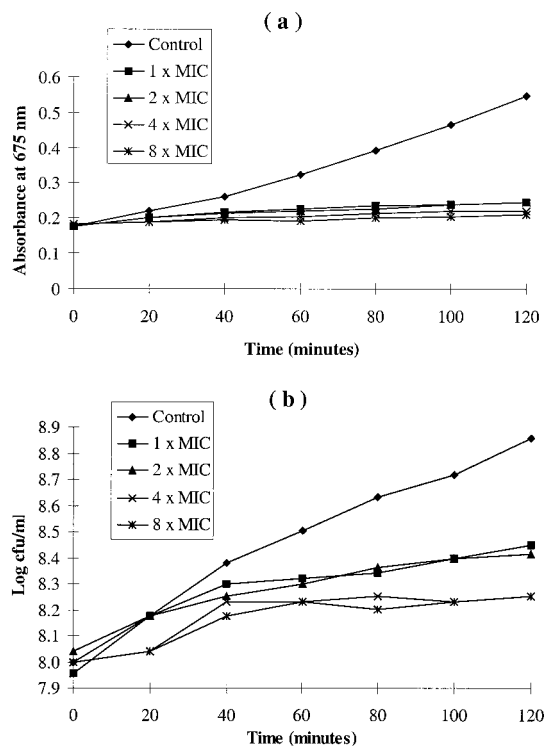 ( a )
Control
1 x MIC
2 x MIC
4 x MIC
8 x MIC
Absorbance at 675 nm
0.6
0.5
0.4
0.3
0.2
0.1
0
0 20 40 60 80 100 120
Time (minutes)
( b )
Control
1 x MIC
2 x MIC
4 x MIC
8 x MIC
Log cfu/ml
8.9
8.8
8.7
8.6
8.5
8.4
8.3
8.2
8.1
8.0
7.9
0 20 40 60 80 100 120
Time (minutes)